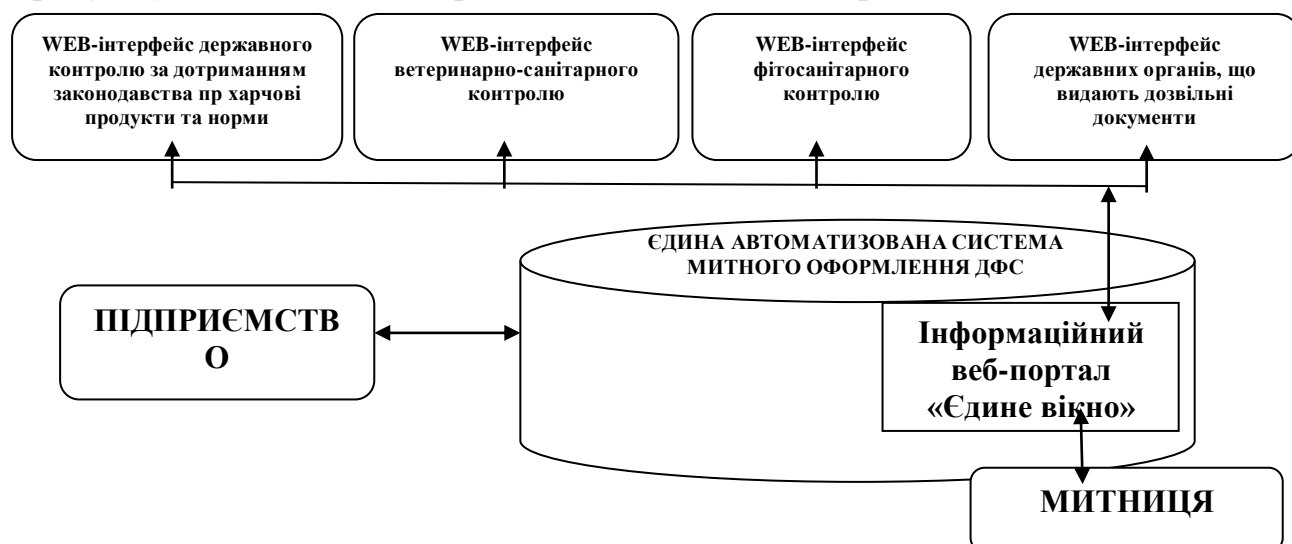 WEB-інтерфейс державного
контролю за дотриманням
законодавства пр харчові
продукти та норми
WEB-інтерфейс
ветеринарно-санітарного
контролю
WEB-інтерфейс
фітосанітарного
контролю
WEB-інтерфейс
державних органів, що
видають дозвільні
документи
ЄДИНА АВТОМАТИЗОВАНА СИСТЕМА
МИТНОГО ОФОРМЛЕННЯ ДФС
ПІДПРИЄМСТВ
О
Інформаційний
веб-портал
«Єдине вікно»
МИТНИЦЯ